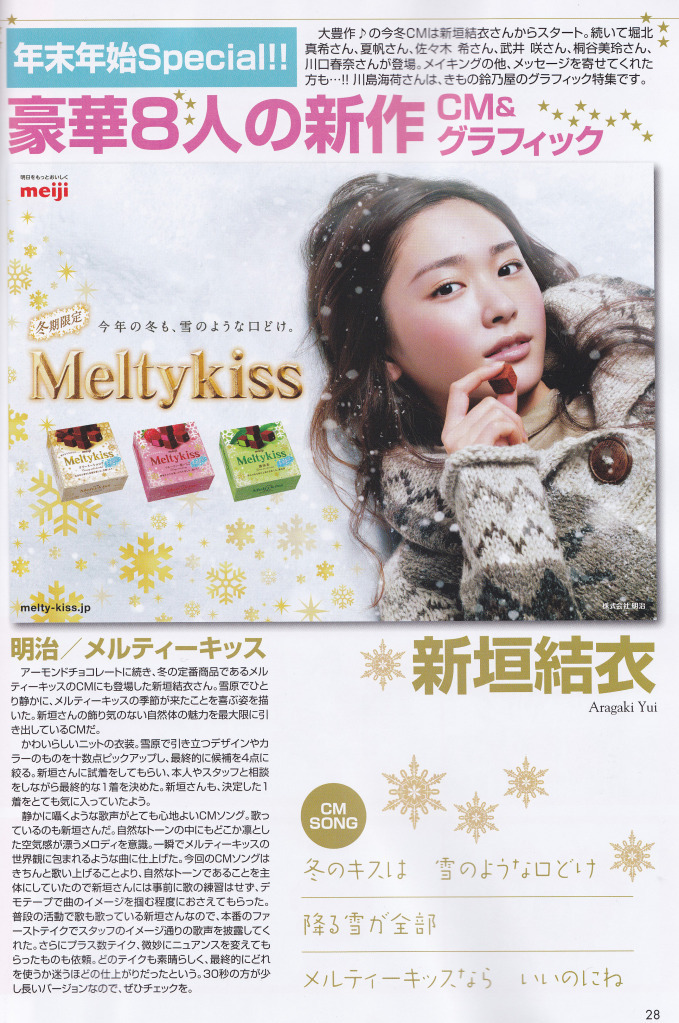 年末年始Special!!
大豊作♪の今冬CMは新垣結衣さんからスタート。続いて堀北
真希さん、夏帆さん、佐々木 希さん、武井 咲さん、桐谷美玲さん、
川口春奈さんが登場。メイキングの他、メッセージを寄せてくれた
方も…!! 川島海荷さんは、きもの鈴乃屋のグラフィック特集です。
豪華8人の新作 CM&
グラフィック
明日をもっとおいしく
meiji
冬期限定
今年の冬も、雪のような口どけ。
Meltykiss
Meltykiss
Meltykiss
Meltykiss
melty-kiss.jp
株式会社 明治
明治／メルティーキッス
アーモンドチョコレートに続き、冬の定番商品であるメル
ティーキッスのCMにも登場した新垣結衣さん。雪原でひと
り静かに、メルティーキッスの季節が来たことを喜ぶ姿を描
いた。新垣さんの飾り気のない自然体の魅力を最大限に引
き出しているCMだ。
かわいらしいニットの衣装。雪原で引き立つデザインやカ
ラーのものを十数点ピックアップし、最終的に候補を4点に
絞る。新垣さんに試着をしてもらい、本人やスタッフと相談
をしながら最終的な1着を決めた。新垣さんも、決定した1
着をとても気に入っていたよう。
静かに囁くような歌声がとても心地よいCMソング。歌っ
ているのも新垣さんだ。自然なトーンの中にもどこか凛とし
た空気感が漂うメロディを意識。一瞬でメルティーキッスの
世界観に包まれるような曲に仕上げた。今回のCMソングは
きちんと歌い上げることより、自然なトーンであることを主
体にしていたので新垣さんには事前に歌の練習はせず、デ
モテープで曲のイメージを掴む程度におさえてもらった。
普段の活動で歌も歌っている新垣さんなので、本番のファ
ーストテイクでスタッフのイメージ通りの歌声を披露してく
れた。さらにプラス数テイク、微妙にニュアンスを変えても
らったものも依頼。どのテイクも素晴らしく、最終的にどれ
を使うか迷うほどの仕上がりだったという。30秒の方が少
し長いバージョンなので、ぜひチェックを。
新垣結衣
Aragaki Yui
CM
SONG
冬のキスは 雪のような口どけ
降る雪が全部
メルティーキッスなら いいのにね
28